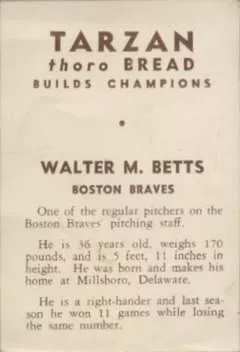 TARZAN
thoro BREAD
BUILDS CHAMPIONS
•
WALTER M. BETTS
BOSTON BRAVES
One of the regular pitchers on the
Boston Braves' pitching staff.
He is 36 years old, weighs 170
pounds, and is 5 feet, 11 inches in
height. He was born and makes his
home at Millsboro, Delaware.
He is a right-hander and last sea-
son he won 11 games while losing
the same number.